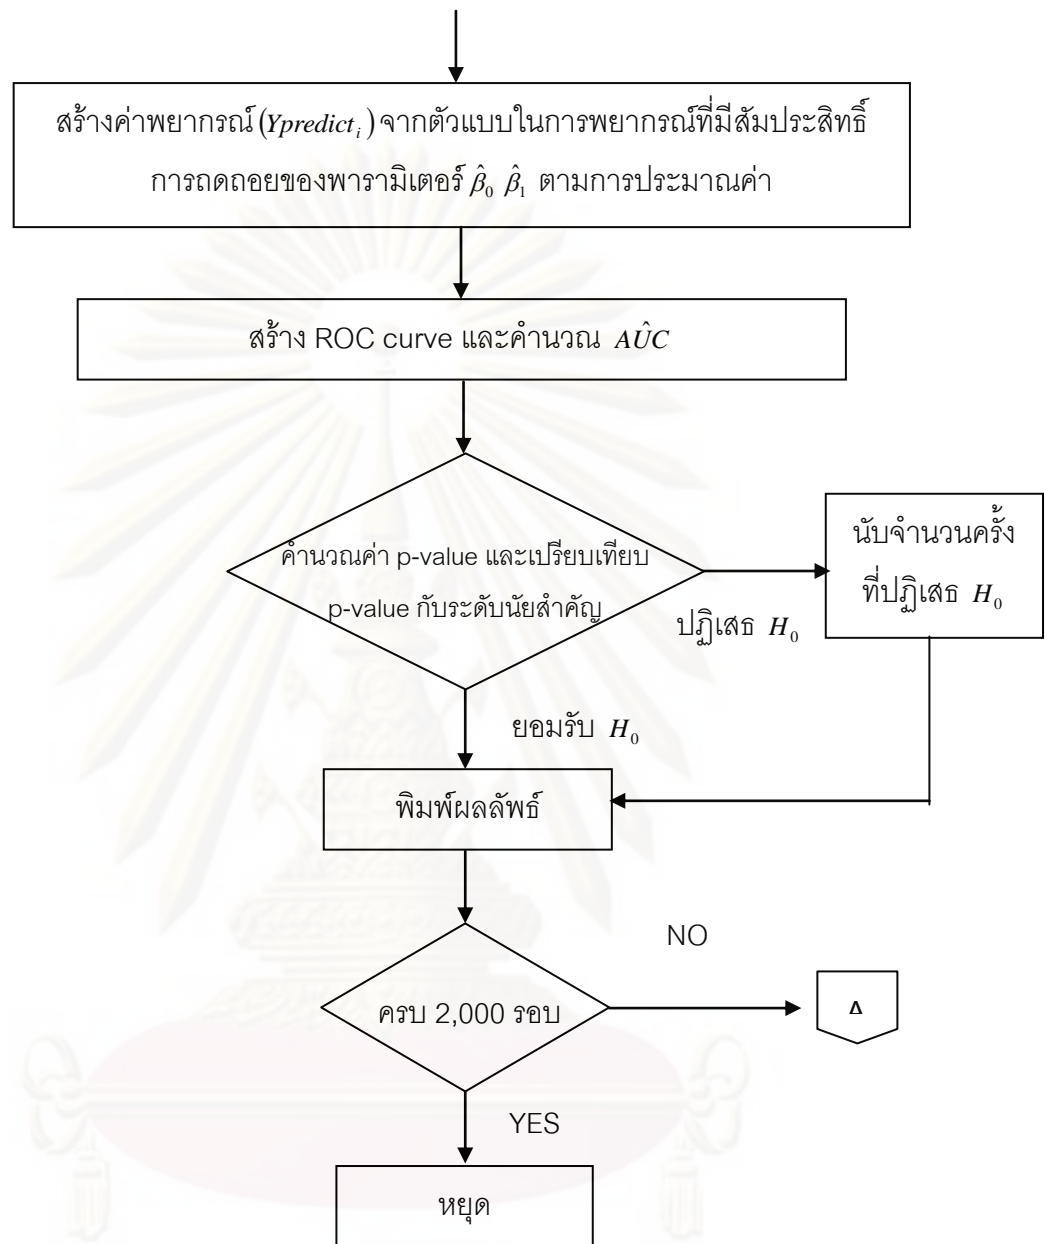 สร้างค่าพยากรณ์ (Ypredictᵢ) จากตัวแบบในการพยากรณ์ที่มีสัมประสิทธิ์
การถดถอยของพารามิเตอร์ β̂₀ β̂₁ ตามการประมาณค่า
สร้าง ROC curve และคำนวณ AÛC
คำนวณค่า p-value และเปรียบเทียบ
p-value กับระดับนัยสำคัญ
นับจำนวนครั้ง
ที่ปฏิเสธ H₀
ปฏิเสธ H₀
ยอมรับ H₀
พิมพ์ผลลัพธ์
NO
ครบ 2,000 รอบ
Δ
YES
หยุด